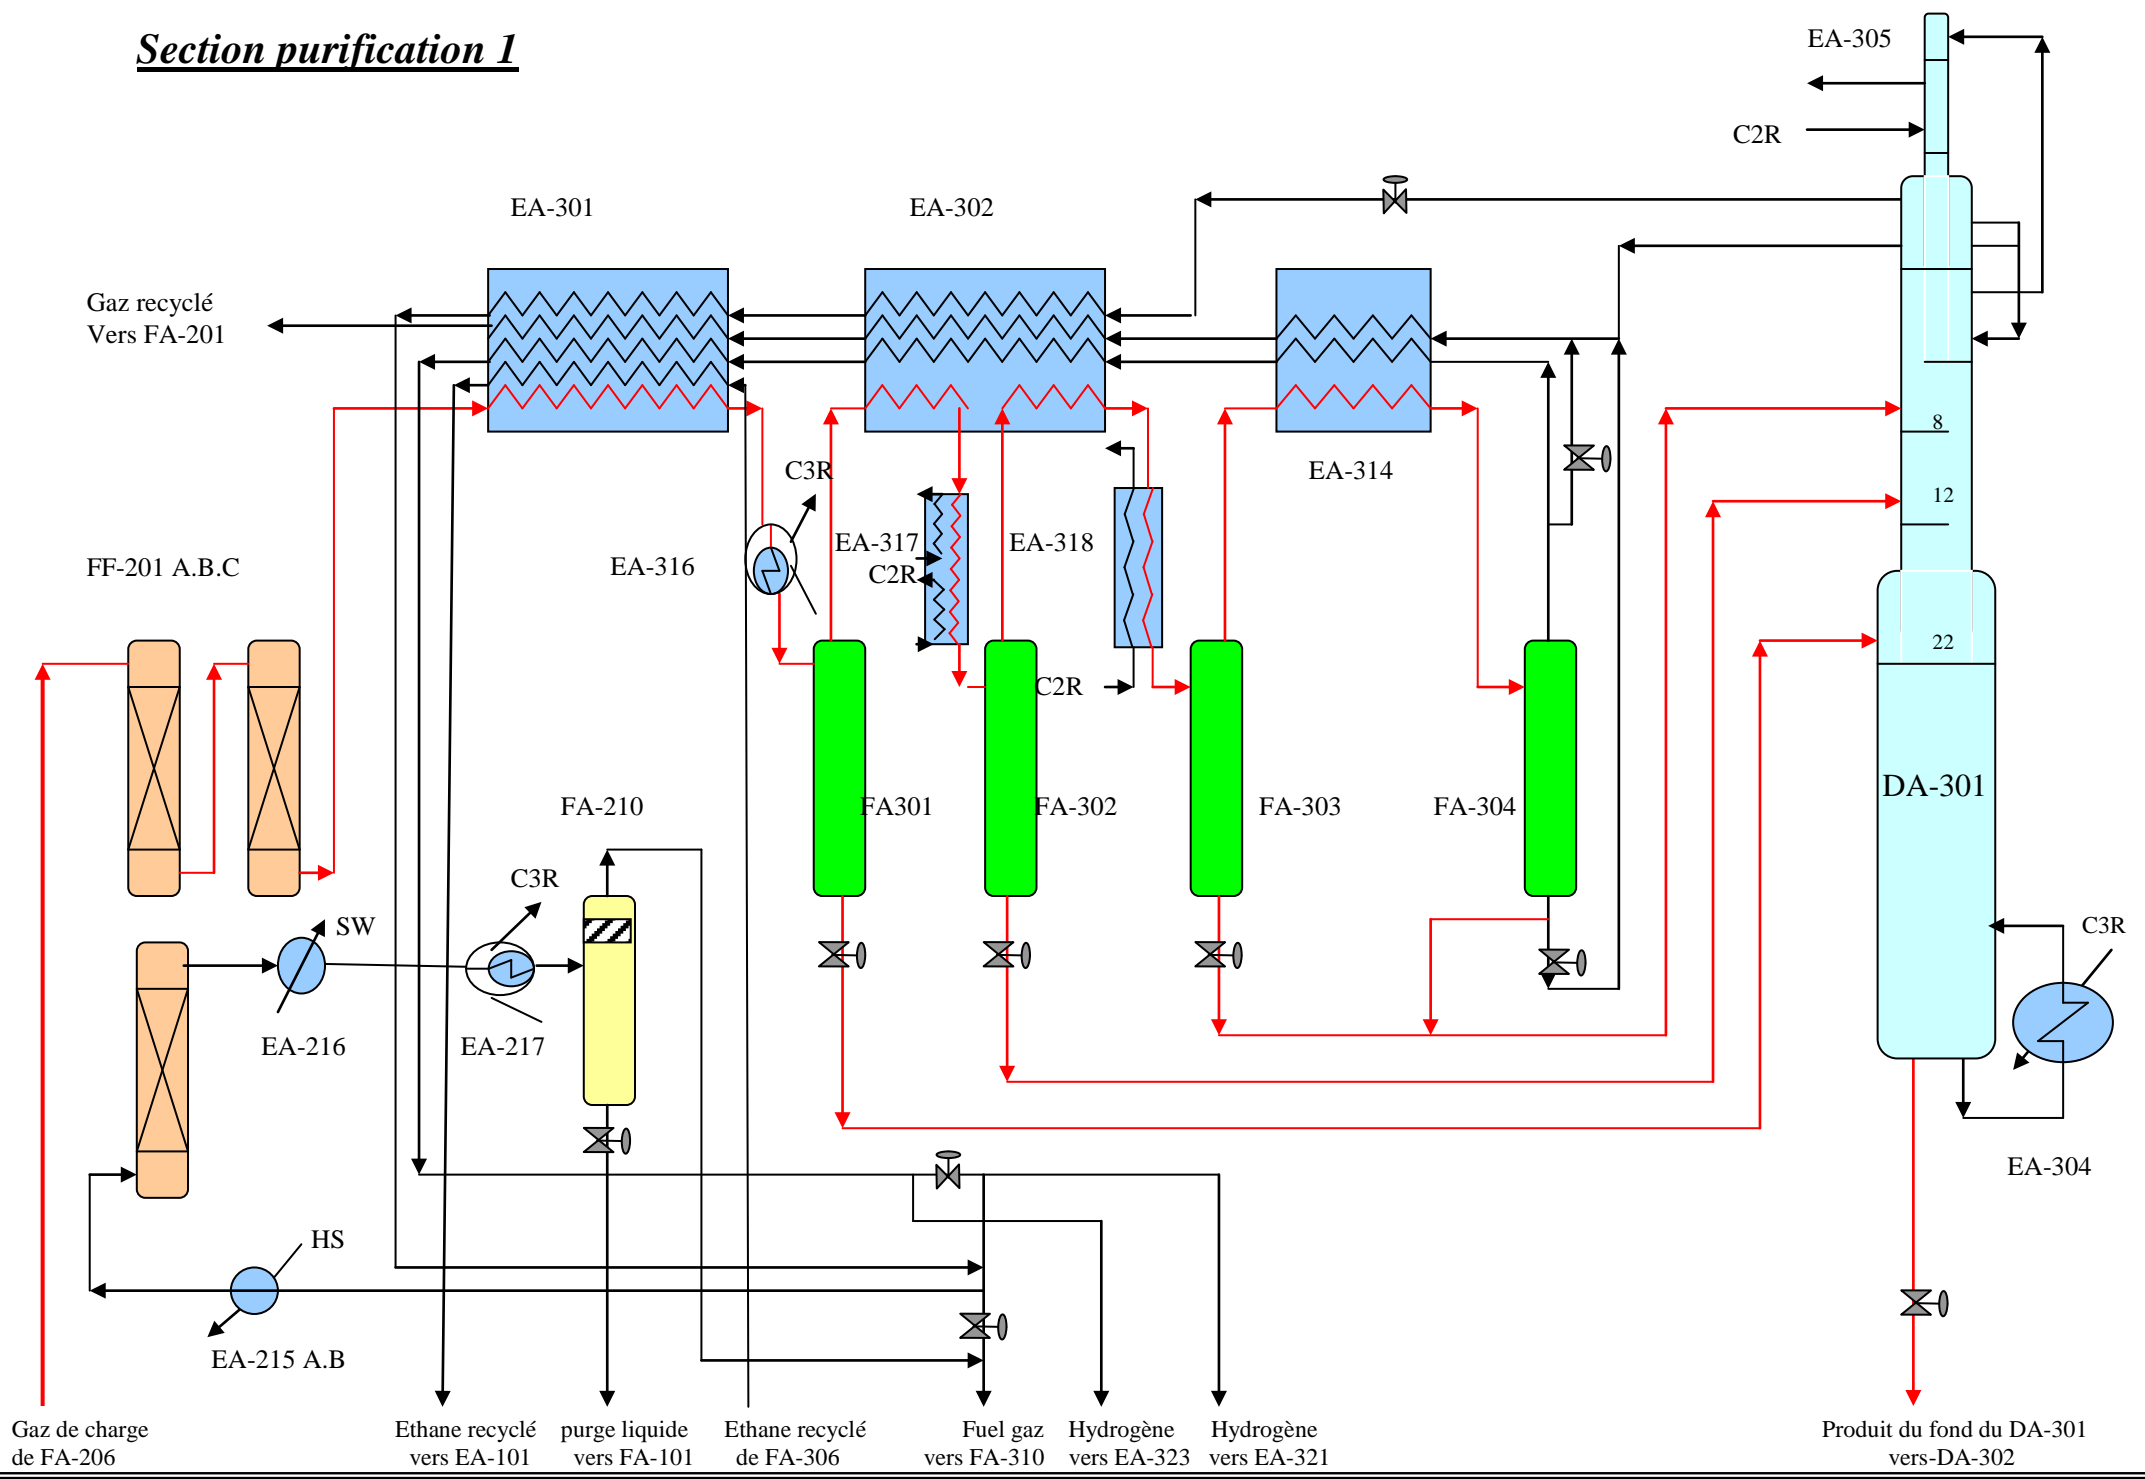 Section purification 1
EA-305
C2R
EA-301
EA-302
Gaz recyclé
Vers FA-201
8
EA-314
C3R
12
EA-317
EA-318
C2R
EA-316
FF-201 A.B.C
22
C2R
DA-301
FA-210
FA301
FA-302
FA-303
FA-304
C3R
SW
C3R
EA-216
EA-217
EA-304
HS
EA-215 A.B
Gaz de charge
de FA-206
Ethane recyclé
vers EA-101
purge liquide
vers FA-101
Ethane recyclé
de FA-306
Fuel gaz
vers FA-310
Hydrogène
vers EA-323
Hydrogène
vers EA-321
Produit du fond du DA-301
vers-DA-302